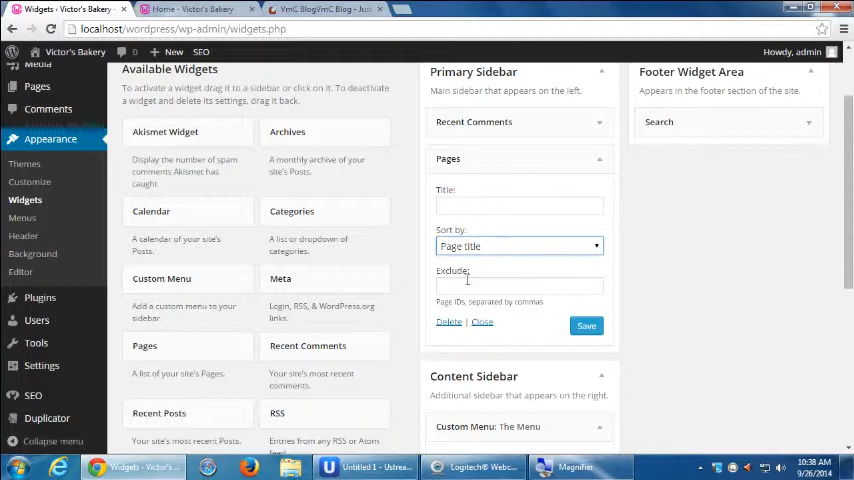 Widgets ‹ Victor's Bakery
Home - Victor's Bakery
VmC BlogVmC Blog - Just
localhost/wordpress/wp-admin/widgets.php
Victor's Bakery
0
New
SEO
Howdy, admin
Media
Pages
Comments
Appearance
Themes
Customize
Widgets
Menus
Header
Background
Editor
Plugins
Users
Tools
Settings
SEO
Duplicator
Collapse menu
Available Widgets
To activate a widget drag it to a sidebar or click on it. To deactivate
a widget and delete its settings, drag it back.
Akismet Widget
Display the number of spam
comments Akismet has
caught
Archives
A monthly archive of your
site's Posts.
Calendar
A calendar of your site's
Posts.
Categories
A list or dropdown of
categories.
Custom Menu
Add a custom menu to your
sidebar.
Meta
Login, RSS, & WordPress.org
links.
Pages
A list of your site's Pages.
Recent Comments
Your site's most recent
comments.
Recent Posts
Your site's most recent Posts.
RSS
Entries from any RSS or Atom
feed.
Primary Sidebar
Main sidebar that appears on the left.
Recent Comments
Pages
Title:
Sort by:
Page title
Exclude:
Page IDs, separated by commas.
Delete | Close
Save
Content Sidebar
Additional sidebar that appears on the right.
Custom Menu: The Menu
Footer Widget Area
Appears in the footer section of the site.
Search
Widgets ‹ Victor's ...
Untitled 1 - Ustrea...
Logitech® Webc...
Magnifier
10:38 AM
9/26/2014